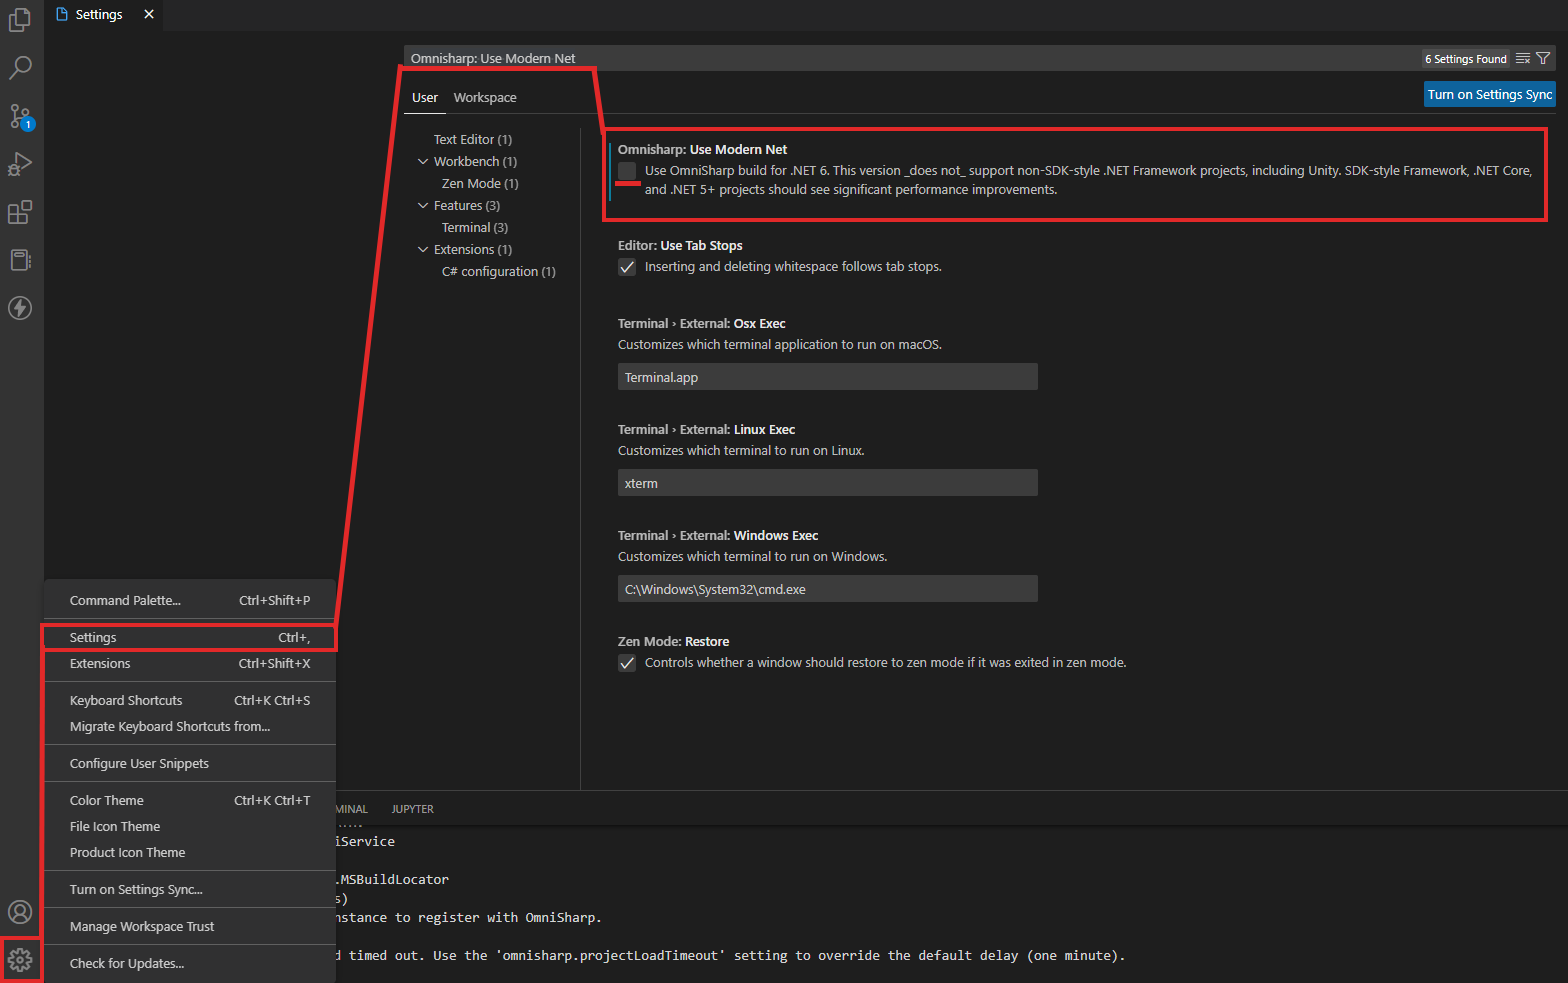 Settings
Omnisharp: Use Modern Net
6 Settings Found
User Workspace
Turn on Settings Sync
Text Editor (1)
Workbench (1)
Zen Mode (1)
Features (3)
Terminal (3)
Extensions (1)
C# configuration (1)
Omnisharp: Use Modern Net
Use OmniSharp build for .NET 6. This version _does not_ support non-SDK-style .NET Framework projects, including Unity. SDK-style Framework, .NET Core,
and .NET 5+ projects should see significant performance improvements.
Editor: Use Tab Stops
Inserting and deleting whitespace follows tab stops.
Terminal › External: Osx Exec
Customizes which terminal application to run on macOS.
Terminal.app
Terminal › External: Linux Exec
Customizes which terminal to run on Linux.
xterm
Terminal › External: Windows Exec
Customizes which terminal to run on Windows.
C:\Windows\System32\cmd.exe
Zen Mode: Restore
Controls whether a window should restore to zen mode if it was exited in zen mode.
1
Command Palette... Ctrl+Shift+P
Settings Ctrl+,
Extensions Ctrl+Shift+X
Keyboard Shortcuts Ctrl+K Ctrl+S
Migrate Keyboard Shortcuts from...
Configure User Snippets
Color Theme Ctrl+K Ctrl+T
File Icon Theme
Product Icon Theme
Turn on Settings Sync...
Manage Workspace Trust
Check for Updates...
MINAL JUPYTER
iService
.MSBuildLocator
s)
nstance to register with OmniSharp.
d timed out. Use the 'omnisharp.projectLoadTimeout' setting to override the default delay (one minute).